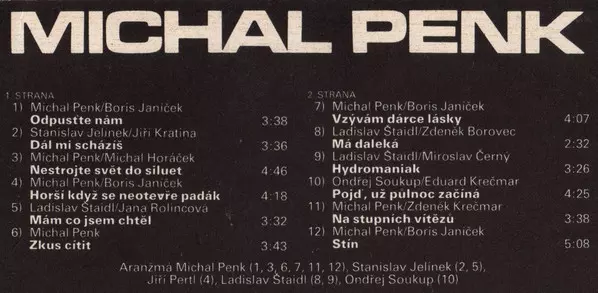 MICHAL PENK
1. STRANA
1) Michal Penk/Boris Janíček
Odpusťte nám 3:38
2) Stanislav Jelínek/Jiří Kratina
Dál mi scházíš 3:36
3) Michal Penk/Michal Horáček
Nestrojte svět do siluet 4:46
4) Michal Penk/Boris Janíček
Horší když se neotevře padák 4:18
5) Ladislav Štaidl/Jana Rolincová
Mám co jsem chtěl 3:32
6) Michal Penk
Zkus cítit 3:43
2. STRANA
7) Michal Penk/Boris Janíček
Vzývám dárce lásky 4:07
8) Ladislav Štaidl/Zdeněk Borovec
Má daleká 2:32
9) Ladislav Štaidl/Miroslav Černý
Hydromaniak 3:26
10) Ondřej Soukup/Eduard Krečmar
Pojď, už půlnoc začíná 4:25
11) Michal Penk/Zdeněk Krečmar
Na stupních vítězů 3:38
12) Michal Penk/Boris Janíček
Stín 5:08
Aranžmá Michal Penk (1, 3, 6, 7, 11, 12), Stanislav Jelínek (2, 5),
Jiří Pertl (4), Ladislav Štaidl (8, 9), Ondřej Soukup (10)